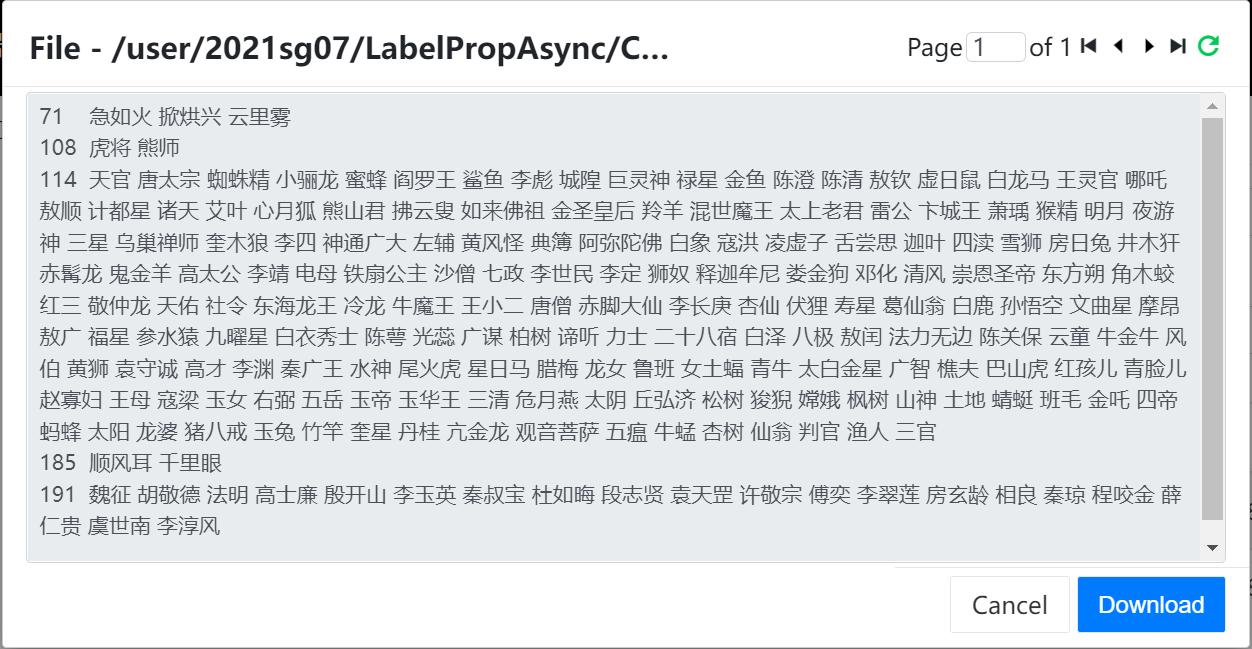 File - /user/2021sg07/LabelPropAsync/C...
Page 1 of 1
71 急如火 掀烘兴 云里雾
108 虎将 熊师
114 天官 唐太宗 蜘蛛精 小骊龙 蜜蜂 阎罗王 鲨鱼 李彪 城隍 巨灵神 禄星 金鱼 陈澄 陈清 敖钦 虚日鼠 白龙马 王灵官 哪吒
敖顺 计都星 诸天 艾叶 心月狐 熊山君 拂云叟 如来佛祖 金圣皇后 羚羊 混世魔王 太上老君 雷公 卞城王 萧瑀 猴精 明月 夜游
神 三星 乌巢禅师 奎木狼 李四 神通广大 左辅 黄风怪 典簿 阿弥陀佛 白象 寇洪 凌虚子 舌尝思 迦叶 四渎 雪狮 房日兔 井木犴
赤髯龙 鬼金羊 高太公 李靖 电母 铁扇公主 沙僧 七政 李世民 李定 狮奴 释迦牟尼 娄金狗 邓化 清风 崇恩圣帝 东方朔 角木蛟
红三 敬仲龙 天佑 社令 东海龙王 冷龙 牛魔王 王小二 唐僧 赤脚大仙 李长庚 杏仙 伏狸 寿星 葛仙翁 白鹿 孙悟空 文曲星 摩昂
敖广 福星 参水猿 九曜星 白衣秀士 陈萼 光蕊 广谋 柏树 谛听 力士 二十八宿 白泽 八极 敖闰 法力无边 陈关保 云童 牛金牛 风
伯 黄狮 袁守诚 高才 李渊 秦广王 水神 尾火虎 星日马 腊梅 龙女 鲁班 女土蝠 青牛 太白金星 广智 樵夫 巴山虎 红孩儿 青脸儿
赵寡妇 王母 寇梁 玉女 右弼 五岳 玉帝 玉华王 三清 危月燕 太阴 丘弘济 松树 狻猊 嫦娥 枫树 山神 土地 蜻蜓 班毛 金吒 四帝
蚂蜂 太阳 龙婆 猪八戒 玉兔 竹竿 奎星 丹桂 亢金龙 观音菩萨 五瘟 牛蜢 杏树 仙翁 判官 渔人 三官
185 顺风耳 千里眼
191 魏征 胡敬德 法明 高士廉 殷开山 李玉英 秦叔宝 杜如晦 段志贤 袁天罡 许敬宗 傅奕 李翠莲 房玄龄 相良 秦琼 程咬金 薛
仁贵 虞世南 李淳风
Cancel Download